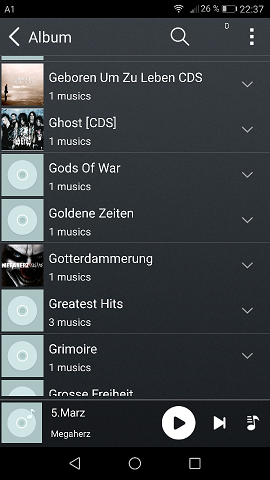 A1 26 % 22:37
Album
0
Geboren Um Zu Leben CDS
1 musics
Ghost [CDS]
1 musics
Gods Of War
1 musics
Goldene Zeiten
1 musics
Gotterdammerung
1 musics
Greatest Hits
3 musics
Grimoire
1 musics
Grosse Freiheit
5.Marz
Megaherz